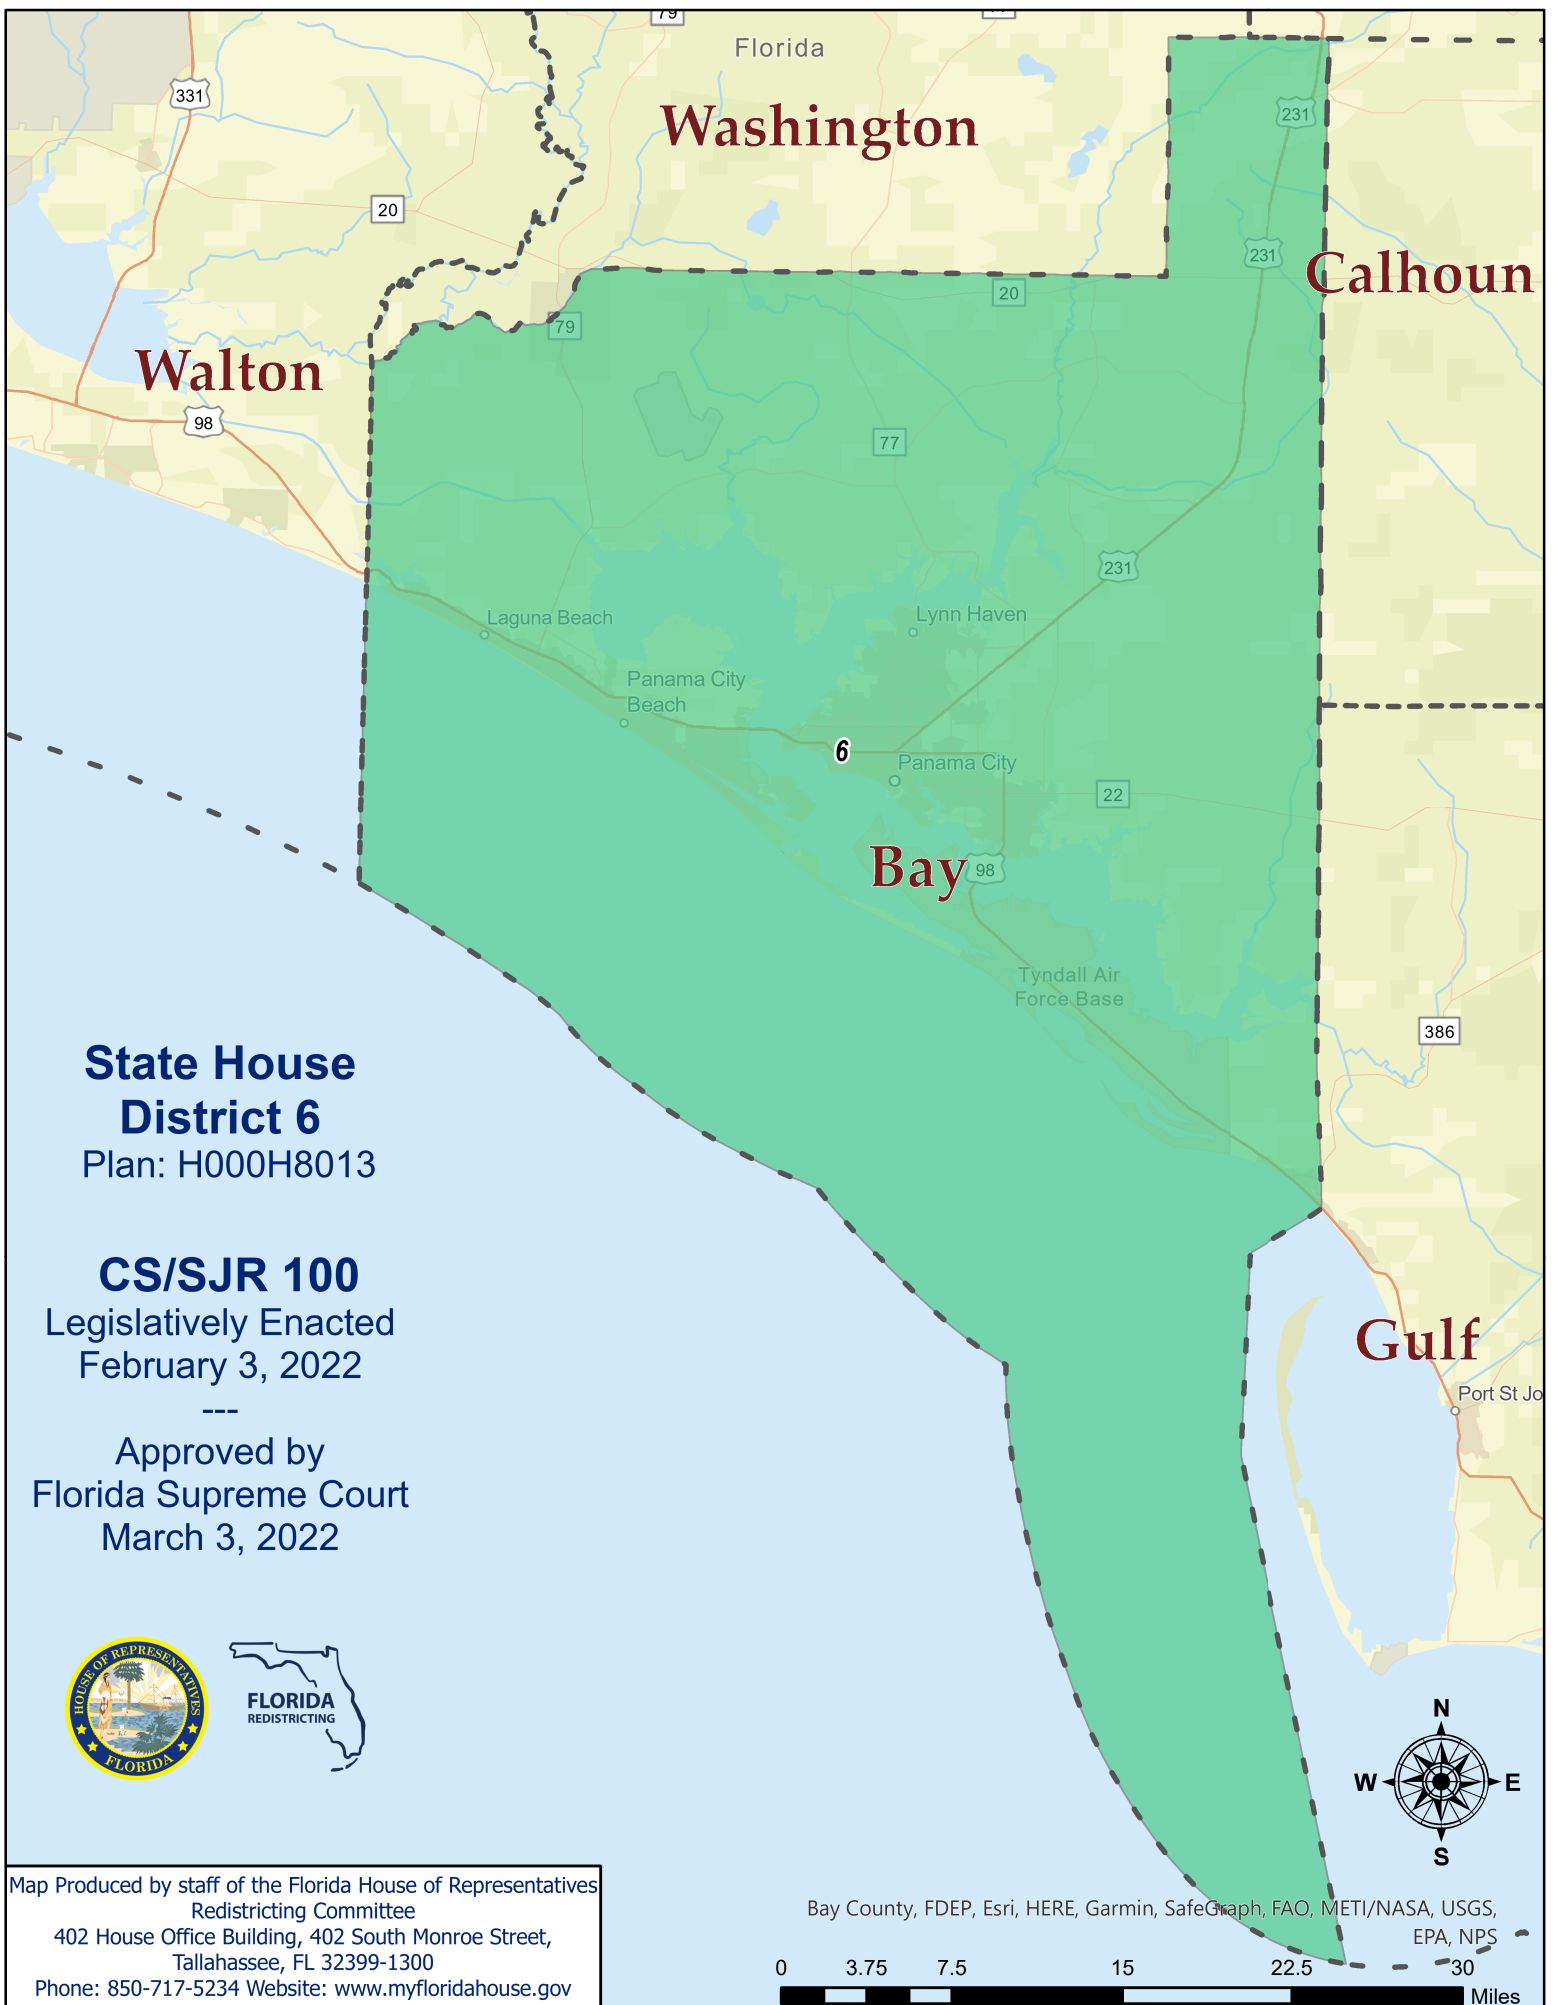 79
Florida
331
Washington
231
20
231
Calhoun
20
79
Walton
98
77
231
Laguna Beach
Lynn Haven
Panama City
Beach
6
Panama City
22
Bay
98
Tyndall Air
Force Base
386
State House
District 6
Plan: H000H8013
CS/SJR 100
Legislatively Enacted
February 3, 2022
---
Approved by
Florida Supreme Court
March 3, 2022
Gulf
Port St Jo
HOUSE OF REPRESENTATIVES
FLORIDA
FLORIDA
REDISTRICTING
N
W E
S
Map Produced by staff of the Florida House of Representatives
Redistricting Committee
402 House Office Building, 402 South Monroe Street,
Tallahassee, FL 32399-1300
Phone: 850-717-5234 Website: www.myfloridahouse.gov
Bay County, FDEP, Esri, HERE, Garmin, SafeGraph, FAO, METI/NASA, USGS,
EPA, NPS
0 3.75 7.5 15 22.5 30
Miles